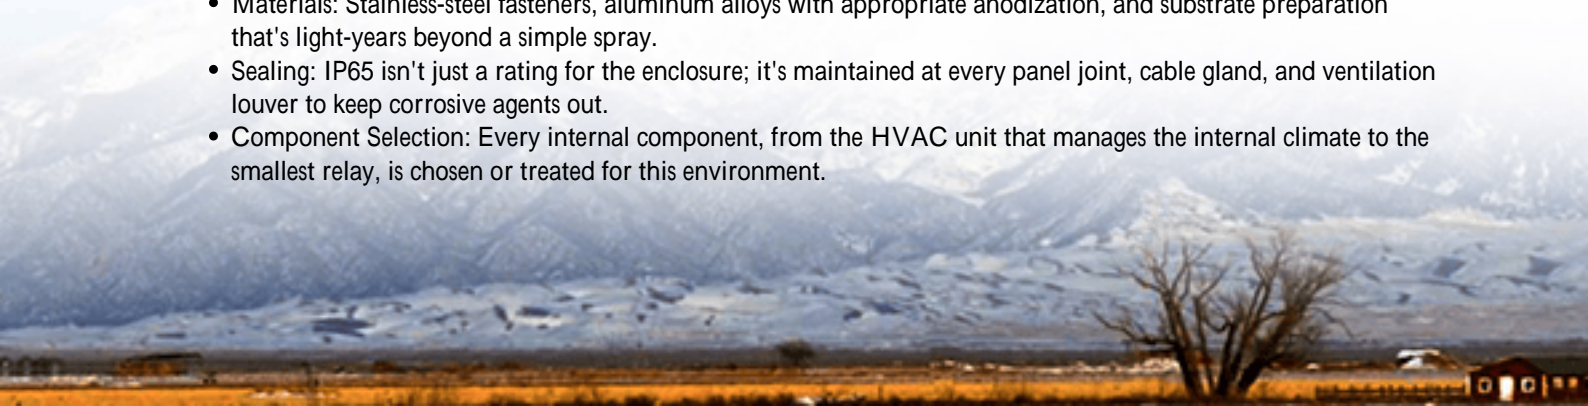 • Materials: Stainless-steel fasteners, aluminum alloys with appropriate anodization, and substrate preparation
that's light-years beyond a simple spray.
• Sealing: IP65 isn't just a rating for the enclosure; it's maintained at every panel joint, cable gland, and ventilation
louver to keep corrosive agents out.
• Component Selection: Every internal component, from the HVAC unit that manages the internal climate to the
smallest relay, is chosen or treated for this environment.